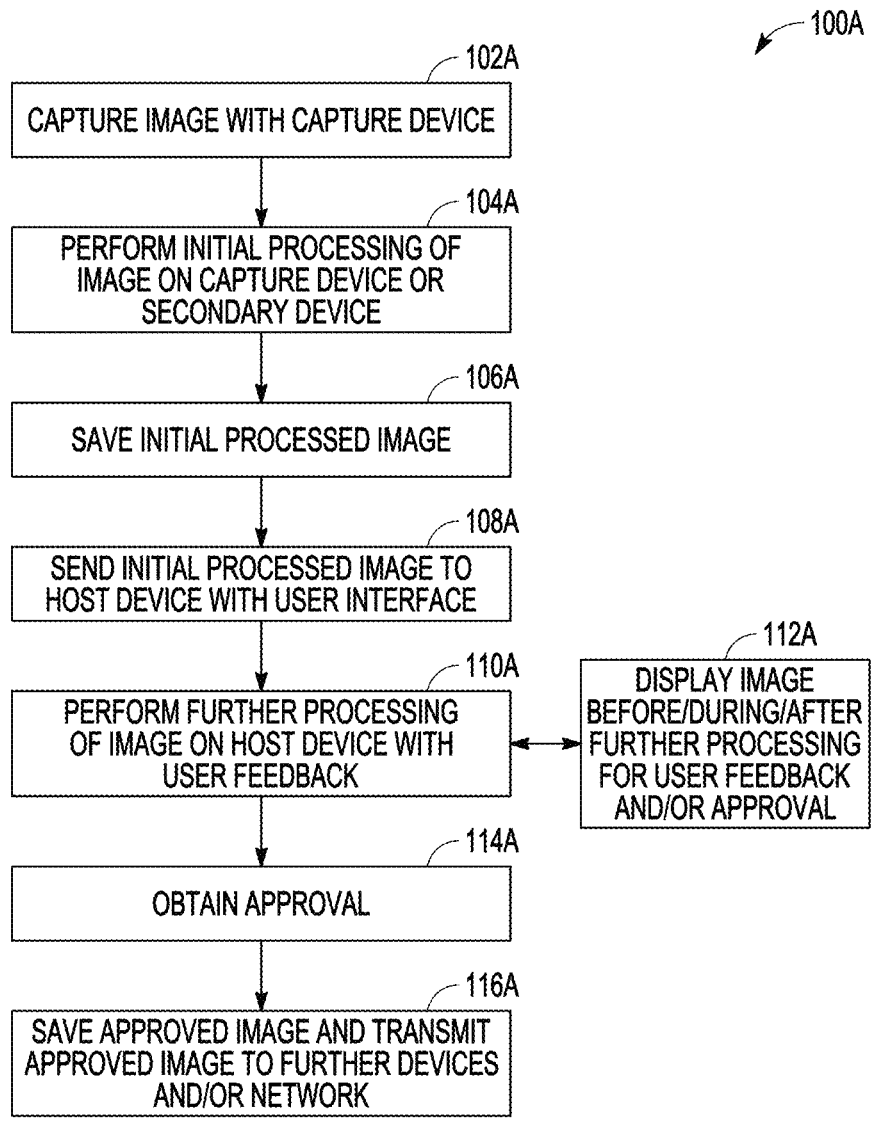 100A
102A
CAPTURE IMAGE WITH CAPTURE DEVICE
104A
PERFORM INITIAL PROCESSING OF
IMAGE ON CAPTURE DEVICE OR
SECONDARY DEVICE
106A
SAVE INITIAL PROCESSED IMAGE
108A
SEND INITIAL PROCESSED IMAGE TO
HOST DEVICE WITH USER INTERFACE
110A
PERFORM FURTHER PROCESSING
OF IMAGE ON HOST DEVICE WITH
USER FEEDBACK
112A
DISPLAY IMAGE
BEFORE/DURING/AFTER
FURTHER PROCESSING
FOR USER FEEDBACK
AND/OR APPROVAL
114A
OBTAIN APPROVAL
116A
SAVE APPROVED IMAGE AND TRANSMIT
APPROVED IMAGE TO FURTHER DEVICES
AND/OR NETWORK